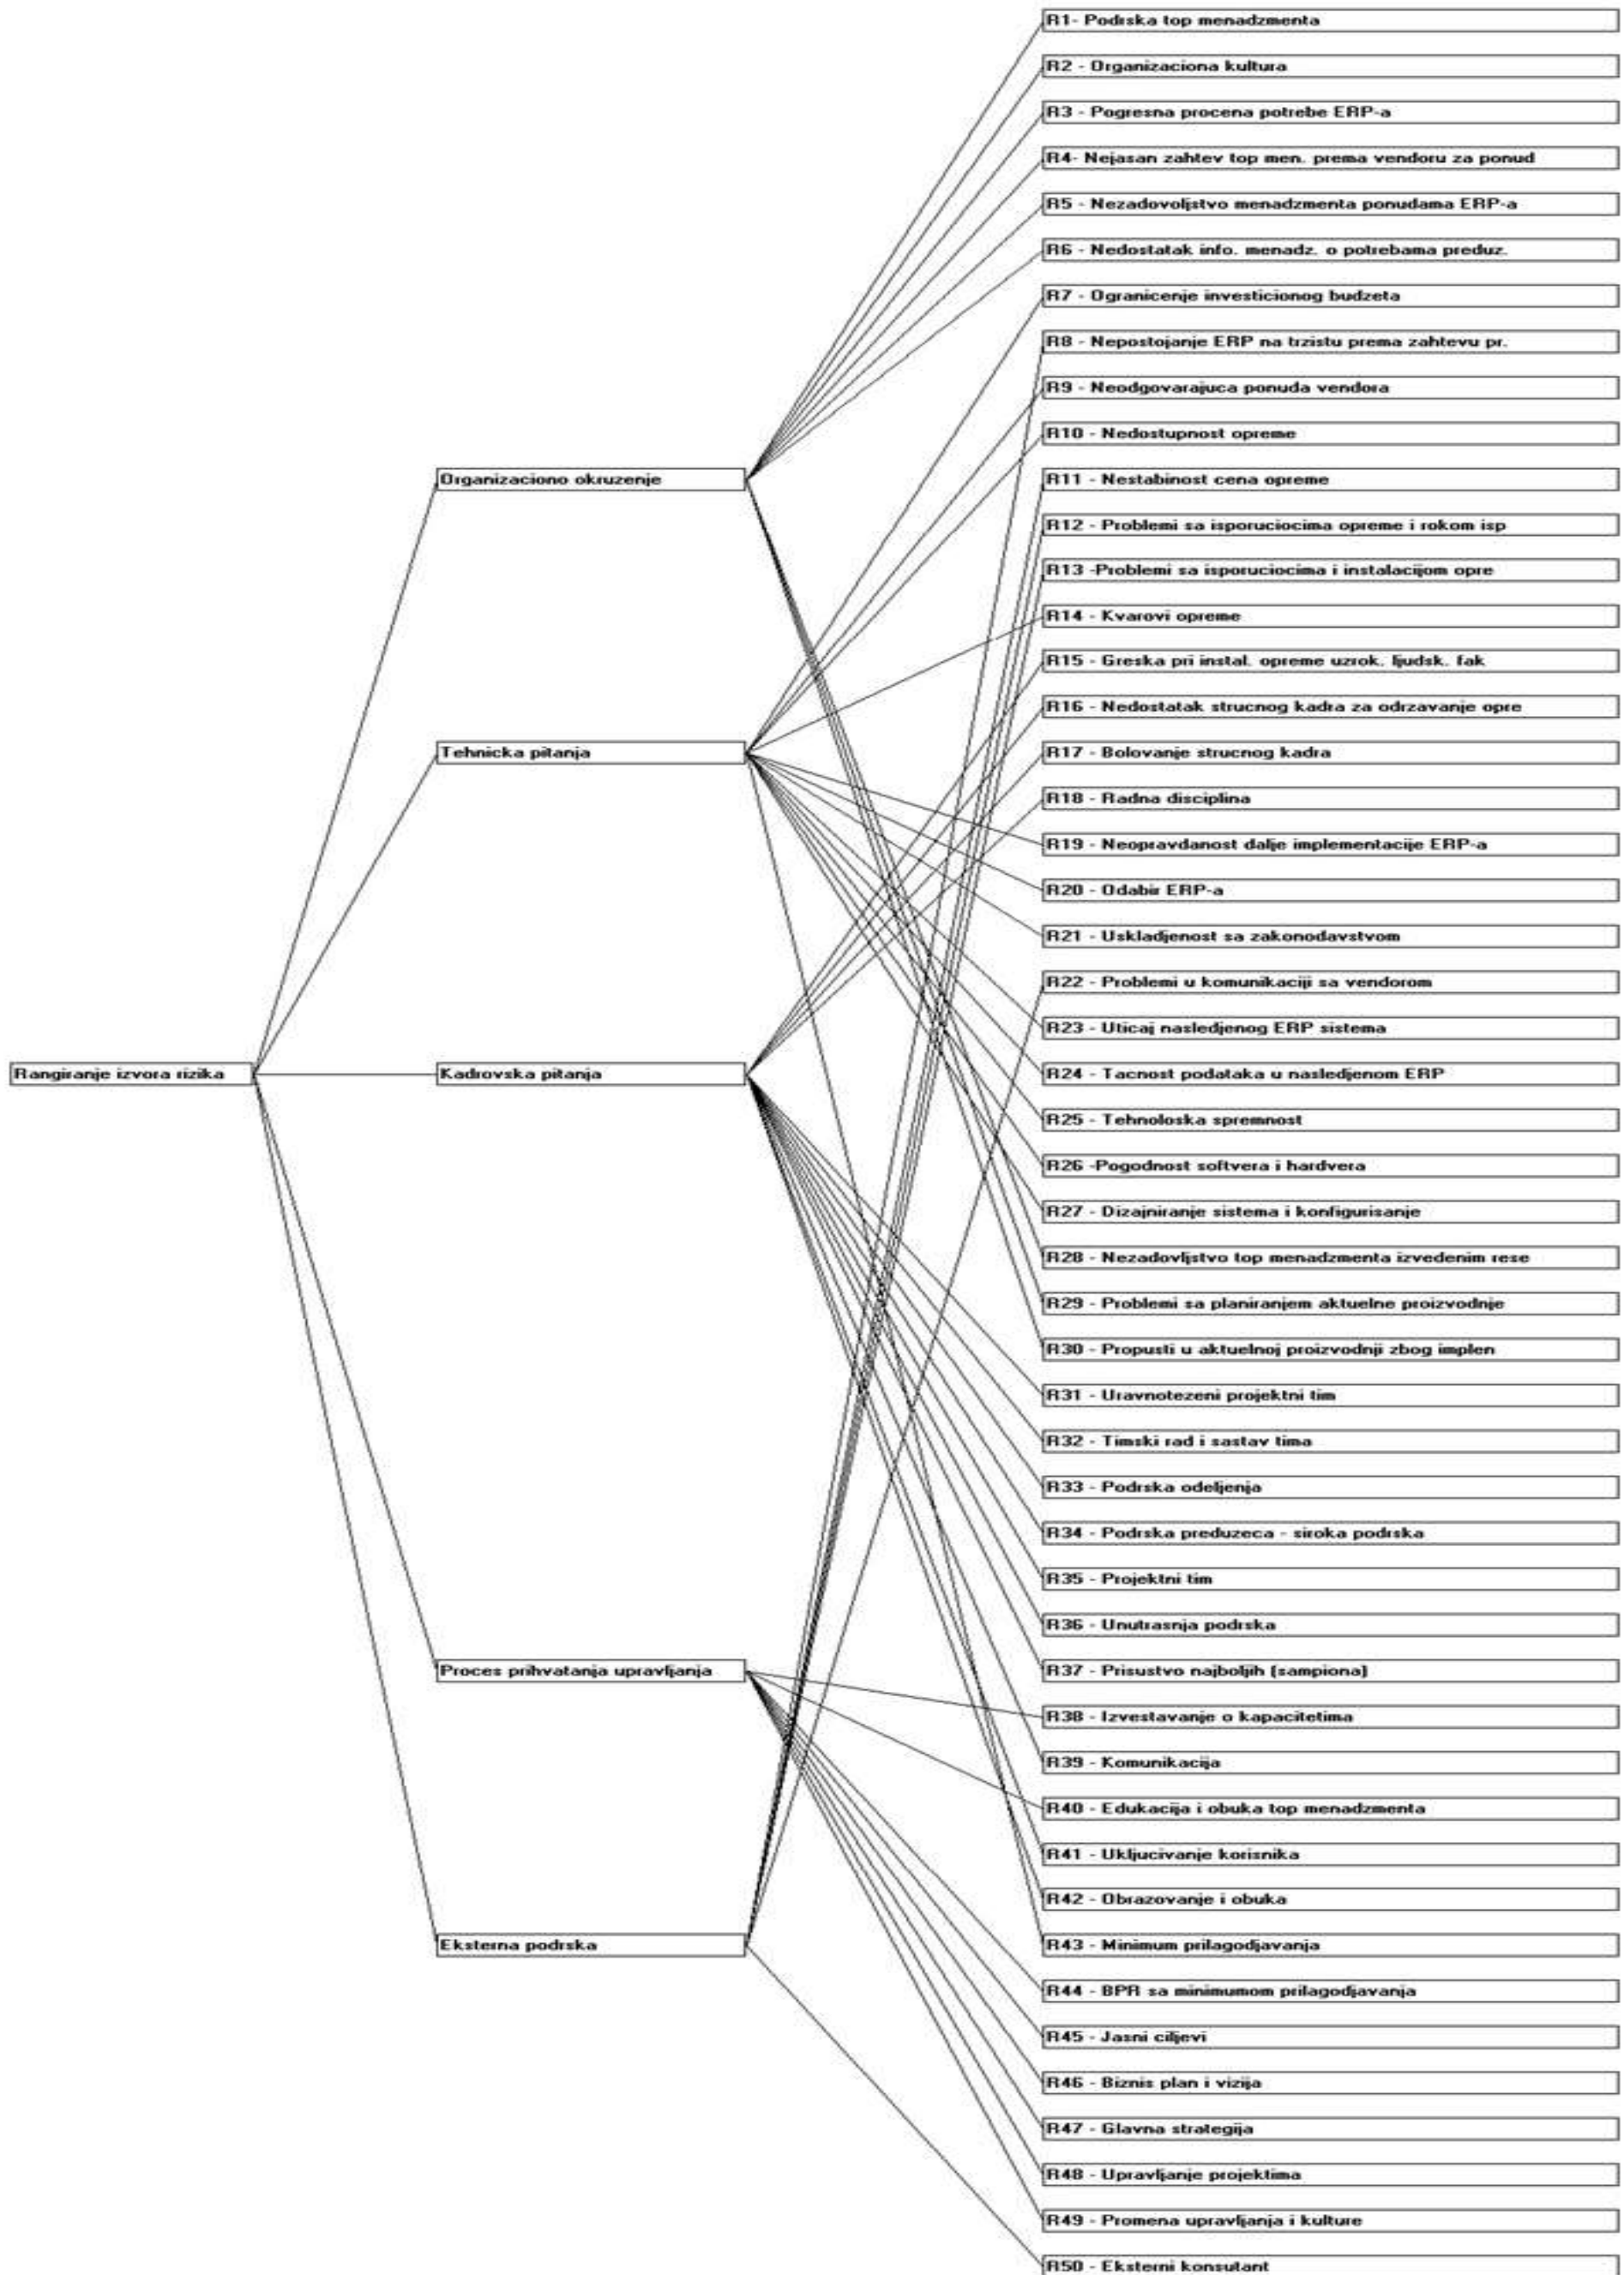 Rangiranje izvora rizika
Organizaciono okruzenje
Tehnicka pitanja
Kadrovska pitanja
Proces prihvatanja upravljanja
Eksterna podrska
R1- Podrska top menadzmenta
R2 - Organizaciona kultura
R3 - Pogresna procena potrebe ERP-a
R4- Nejasan zahtev top men. prema vendoru za ponud
R5 - Nezadovoljstvo menadzmenta ponudama ERP-a
R6 - Nedostatak info. menadz. o potrebama preduz.
R7 - Ogranicenje investicionog budzeta
R8 - Nepostojanje ERP na trzistu prema zahtevu pr.
R9 - Neodgovarajuca ponuda vendora
R10 - Nedostupnost opreme
R11 - Nestabinost cena opreme
R12 - Problemi sa isporuciocima opreme i rokom isp
R13 -Problemi sa isporuciocima i instalacijom opre
R14 - Kvarovi opreme
R15 - Greska pri instal. opreme uzrok. ljudsk. fak
R16 - Nedostatak strucnog kadra za odrzavanje opre
R17 - Bolovanje strucnog kadra
R18 - Radna disciplina
R19 - Neopravdanost dalje implementacije ERP-a
R20 - Odabir ERP-a
R21 - Uskladjenost sa zakonodavstvom
R22 - Problemi u komunikaciji sa vendorom
R23 - Uticaj nasledjenog ERP sistema
R24 - Tacnost podataka u nasledjenom ERP
R25 - Tehnoloska spremnost
R26 -Pogodnost softvera i hardvera
R27 - Dizajniranje sistema i konfigurisanje
R28 - Nezadovljstvo top menadzmenta izvedenim rese
R29 - Problemi sa planiranjem aktuelne proizvodnje
R30 - Propusti u aktuelnoj proizvodnji zbog implen
R31 - Uravnotezeni projektni tim
R32 - Timski rad i sastav tima
R33 - Podrska odeljenja
R34 - Podrska preduzeca - siroka podrska
R35 - Projektni tim
R36 - Unutrasnja podrska
R37 - Prisustvo najboljih (sampiona)
R38 - Izvestavanje o kapacitetima
R39 - Komunikacija
R40 - Edukacija i obuka top menadzmenta
R41 - Ukljucivanje korisnika
R42 - Obrazovanje i obuka
R43 - Minimum prilagodjavanja
R44 - BPR sa minimumom prilagodjavanja
R45 - Jasni ciljevi
R46 - Biznis plan i vizija
R47 - Glavna strategija
R48 - Upravljanje projektima
R49 - Promena upravljanja i kulture
R50 - Eksterni konsutant